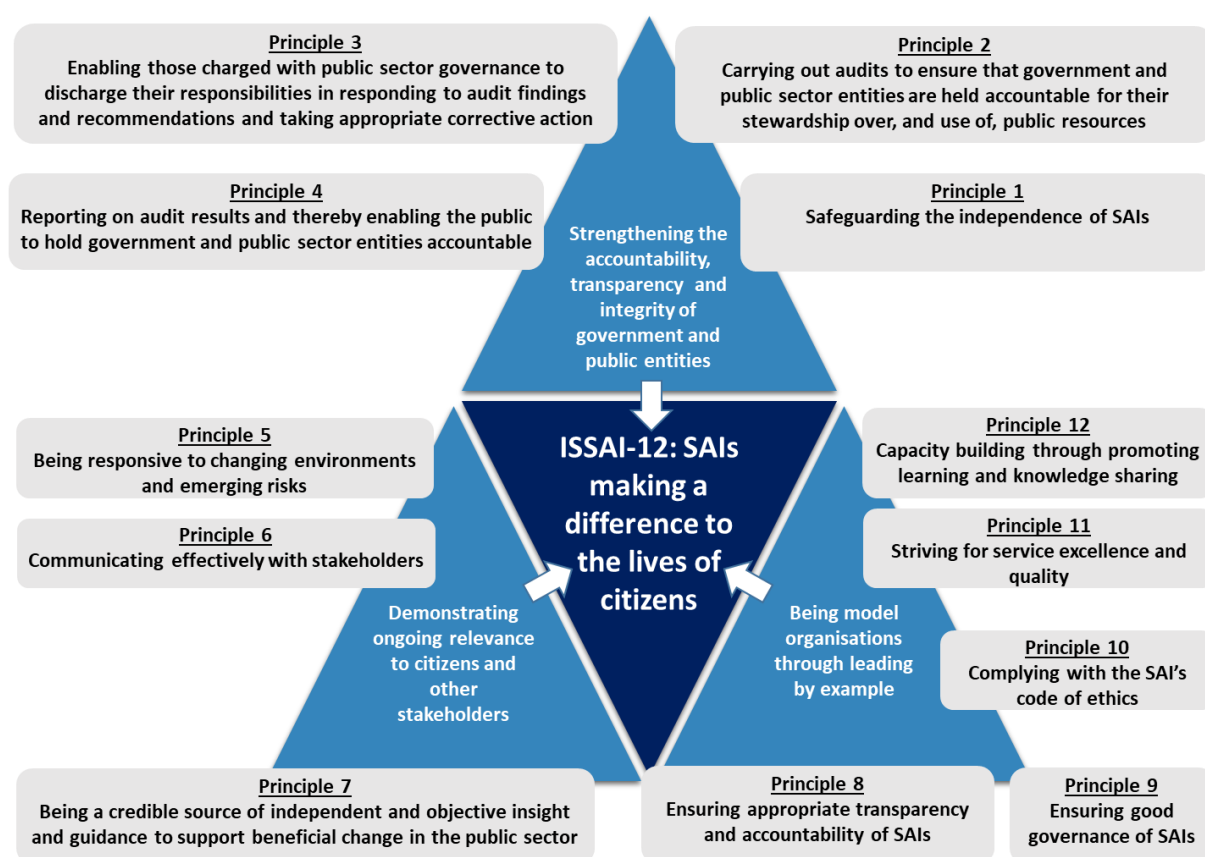 Principle 3
Enabling those charged with public sector governance to
discharge their responsibilities in responding to audit findings
and recommendations and taking appropriate corrective action
Principle 2
Carrying out audits to ensure that government and
public sector entities are held accountable for their
stewardship over, and use of, public resources
Principle 4
Reporting on audit results and thereby enabling the public
to hold government and public sector entities accountable
Principle 1
Safeguarding the independence of SAIs
Strengthening the
accountability,
transparency and
integrity of
government and
public entities
Principle 5
Being responsive to changing environments
and emerging risks
Principle 6
Communicating effectively with stakeholders
ISSAI-12: SAIs
making a
difference to
the lives of
citizens
Principle 12
Capacity building through promoting
learning and knowledge sharing
Principle 11
Striving for service excellence and
quality
Demonstrating
ongoing relevance
to citizens and
other
stakeholders
Being model
organisations
through leading
by example
Principle 10
Complying with the SAI's
code of ethics
Principle 7
Being a credible source of independent and objective insight
and guidance to support beneficial change in the public sector
Principle 8
Ensuring appropriate transparency
and accountability of SAIs
Principle 9
Ensuring good
governance of SAIs